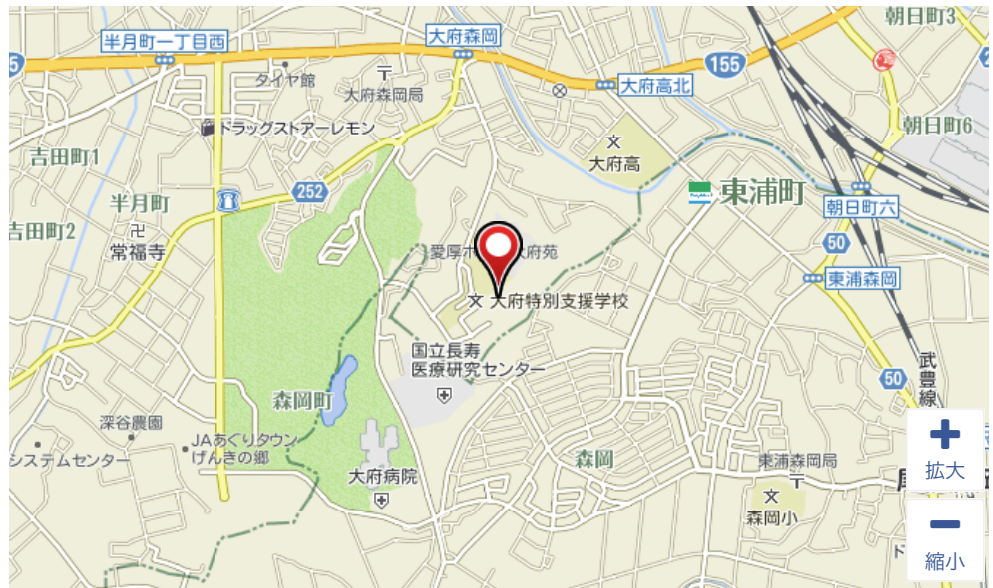 朝日町3
大府森岡
半月町一丁目西
155
タイヤ館
大府森岡局
大府高北
ドラッグストアーレモン
朝日町6
吉田町1
大府高
252
東浦町
半月町
朝日町六
吉田町2
常福寺
50
東浦森岡
大府特別支援学校
国立長寿
医療研究センター
武豊線
50
森岡町
深谷農園
JAあぐりタウン
げんきの郷
システムセンター
森岡
東浦森岡局
大府病院
森岡小
拡大
縮小